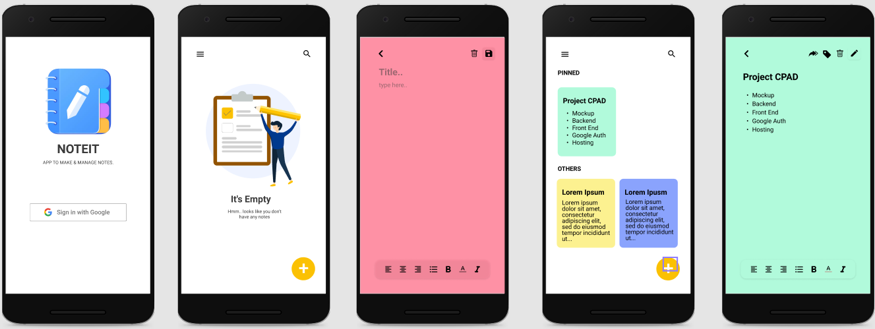 NOTEIT
APP TO MAKE & MANAGE NOTES.
Sign in with Google
It's Empty
Hmm.. looks like you don't
have any notes
Title..
type here..
B A I
PINNED
Project CPAD
• Mockup
• Backend
• Front End
• Google Auth
• Hosting
OTHERS
Lorem Ipsum
Lorem ipsum
dolor sit amet,
consectetur
adipiscing elit,
sed do eiusmod
tempor incididunt
ut...
Lorem Ipusm
Lorem ipsum
dolor sit amet,
consectetur
adipiscing elit,
sed do eiusmod
tempor incididunt
ut...
Project CPAD
• Mockup
• Backend
• Front End
• Google Auth
• Hosting
B A I